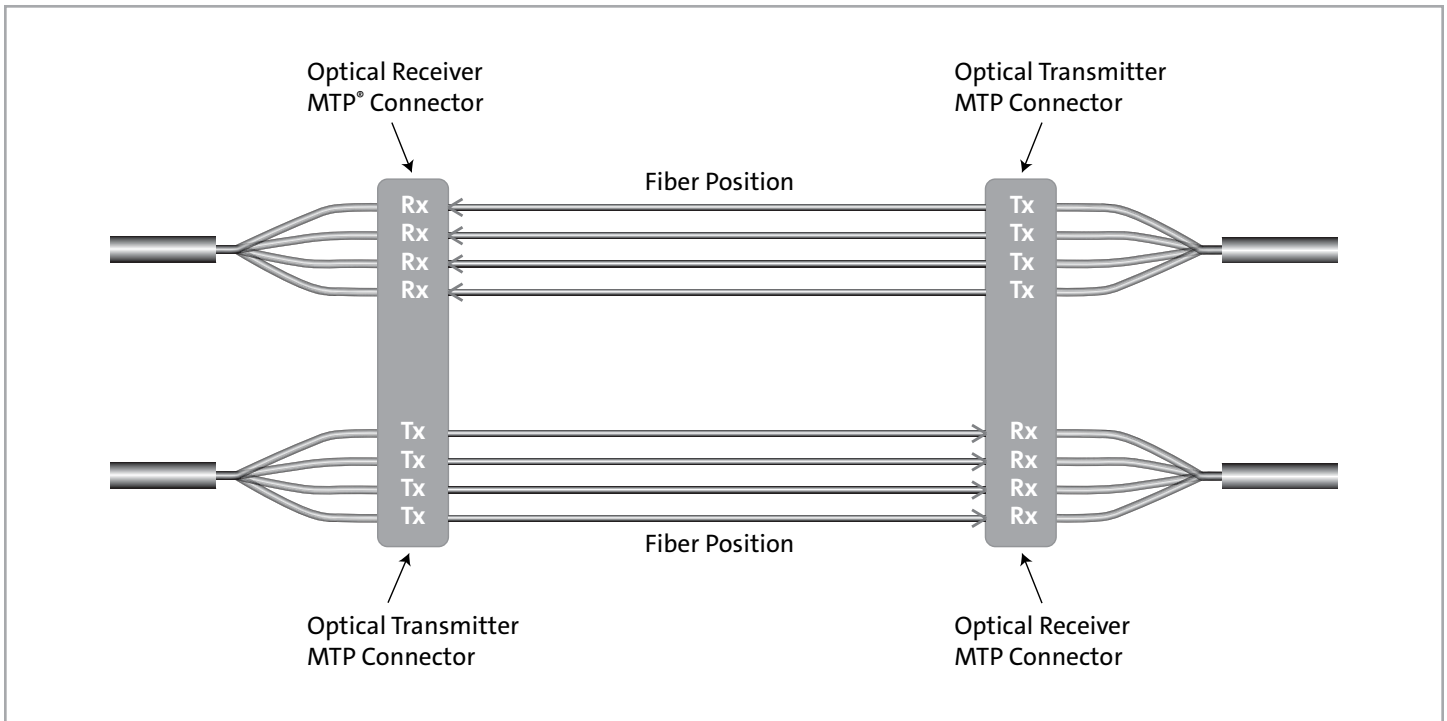 Optical Receiver
MTP® Connector
Optical Transmitter
MTP Connector
Fiber Position
Rx
Rx
Rx
Rx
Tx
Tx
Tx
Tx
Tx
Tx
Tx
Tx
Rx
Rx
Rx
Rx
Fiber Position
Optical Transmitter
MTP Connector
Optical Receiver
MTP Connector